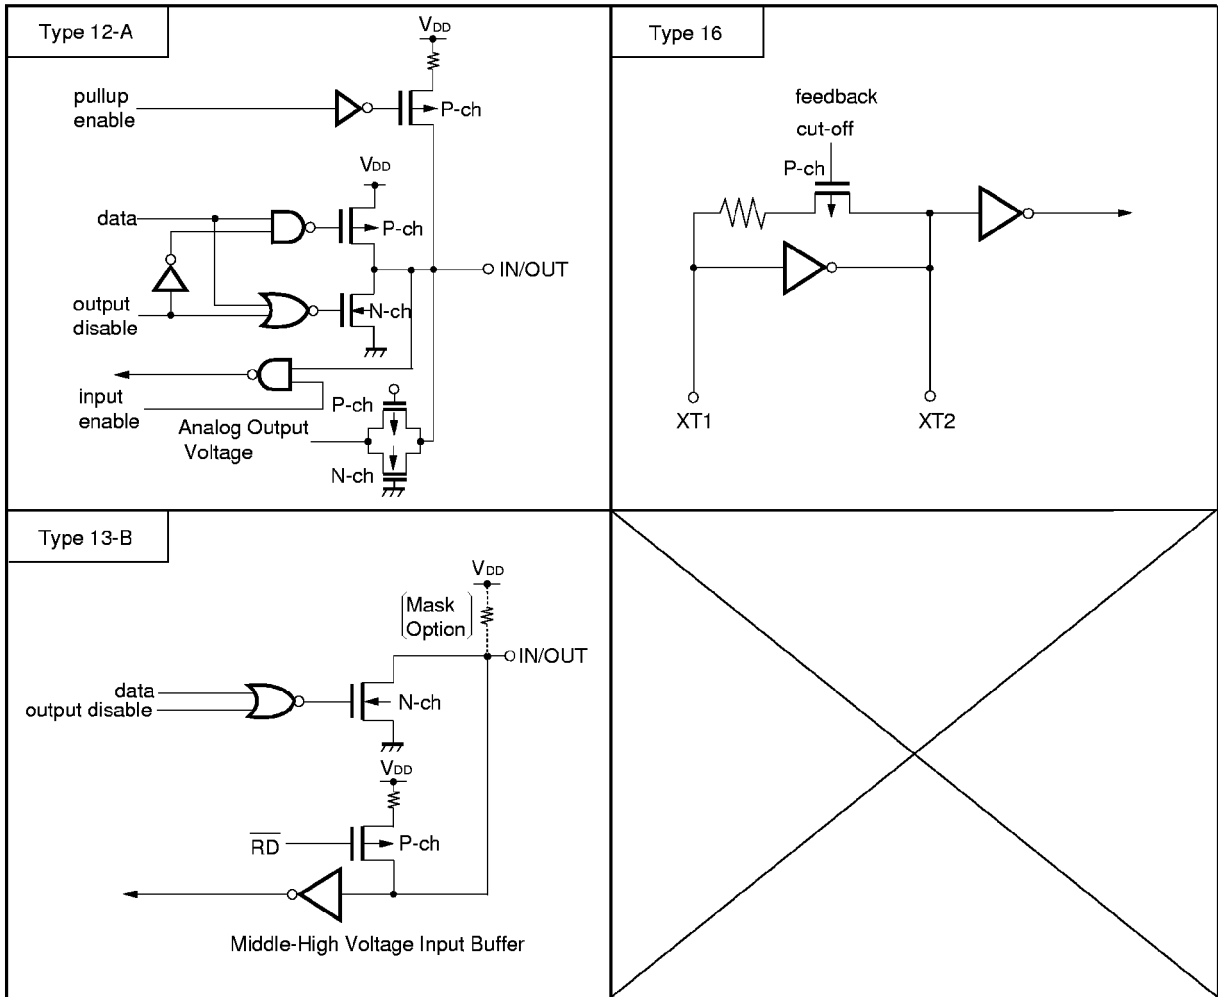 Type 12-A
VDD
pullup
enable
P-ch
VDD
data
P-ch
IN/OUT
output
disable
N-ch
input
enable
P-ch
Analog Output
Voltage
N-ch
Type 16
feedback
cut-off
P-ch
XT1
XT2
Type 13-B
VDD
Mask
Option
IN/OUT
data
output disable
N-ch
VDD
RD
P-ch
Middle-High Voltage Input Buffer